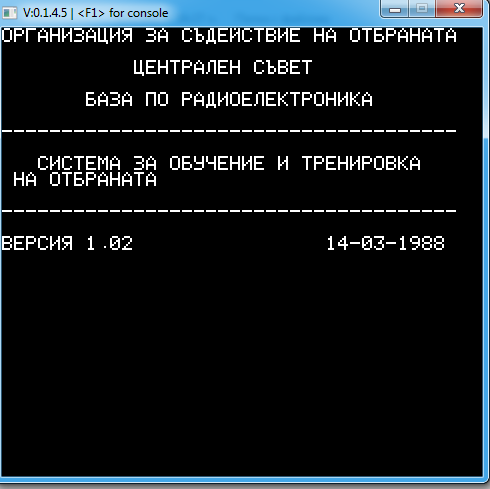 V:0.1.4.5 | <F1> for console
ОРГАНИЗАЦИЯ ЗА СЪДЕЙСТВИЕ НА ОТБРАНАТА
ЦЕНТРАЛЕН СЪВЕТ
БАЗА ПО РАДИОЕЛЕКТРОНИКА
--------------------------------------
СИСТЕМА ЗА ОБУЧЕНИЕ И ТРЕНИРОВКА
НА ОТБРАНАТА
--------------------------------------
ВЕРСИЯ 1.02 14-03-1988